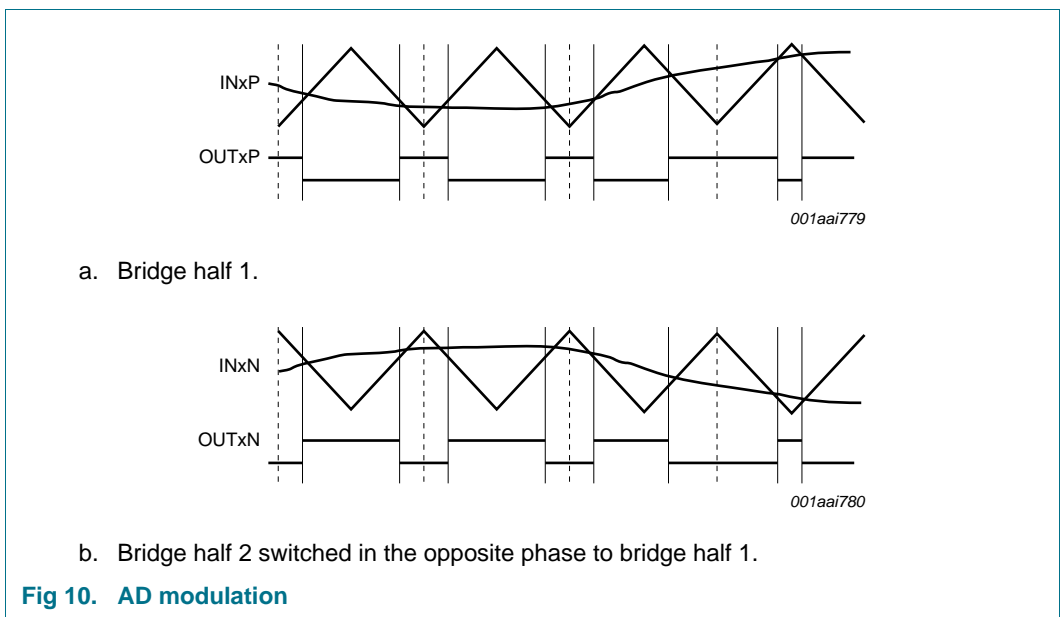 INxP
OUTxP
001aai779
a. Bridge half 1.
INxN
OUTxN
001aai780
b. Bridge half 2 switched in the opposite phase to bridge half 1.
Fig 10. AD modulation